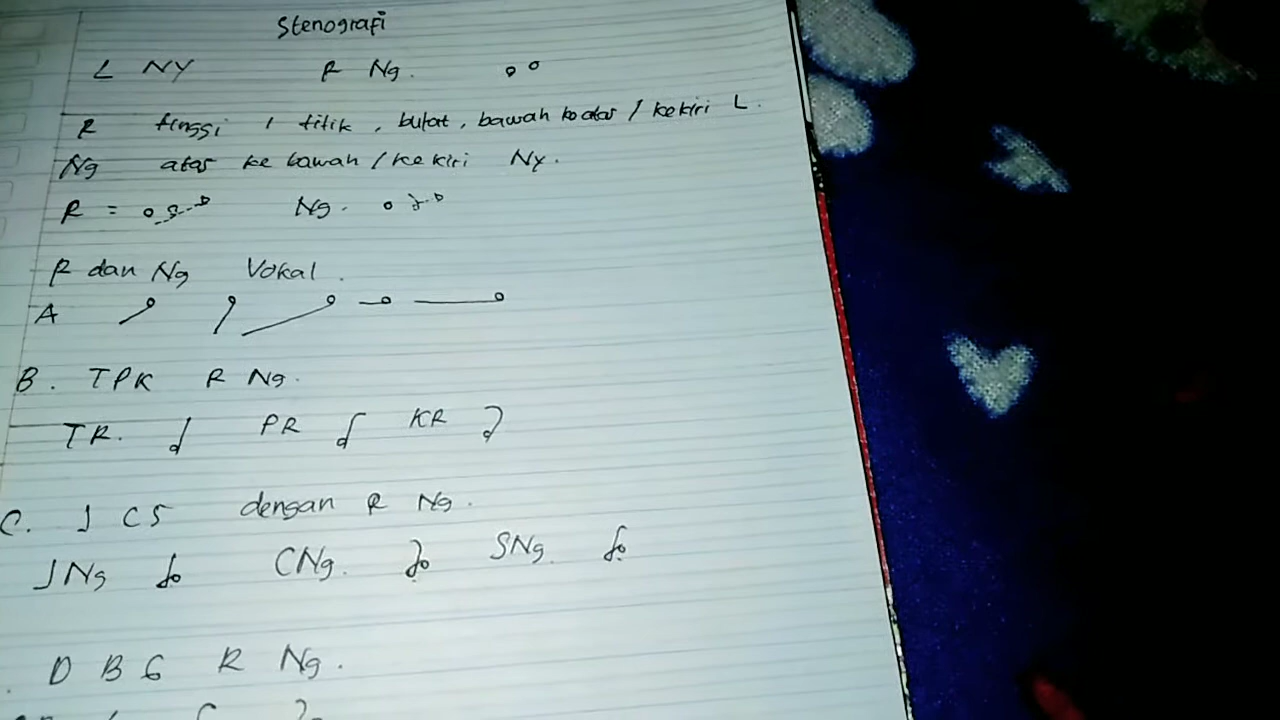 Stenografi
L NY R Ng.
R tinggi 1 titik, bulat, bawah ke atas / ke kiri L.
Ng atas ke bawah / ke kiri Ny.
R = Ng.
R dan Ng Vokal.
A
B. TPK R Ng.
TR. PR KR
C. J C S dengan R Ng.
JNg CNg. SNg.
D B G R Ng.